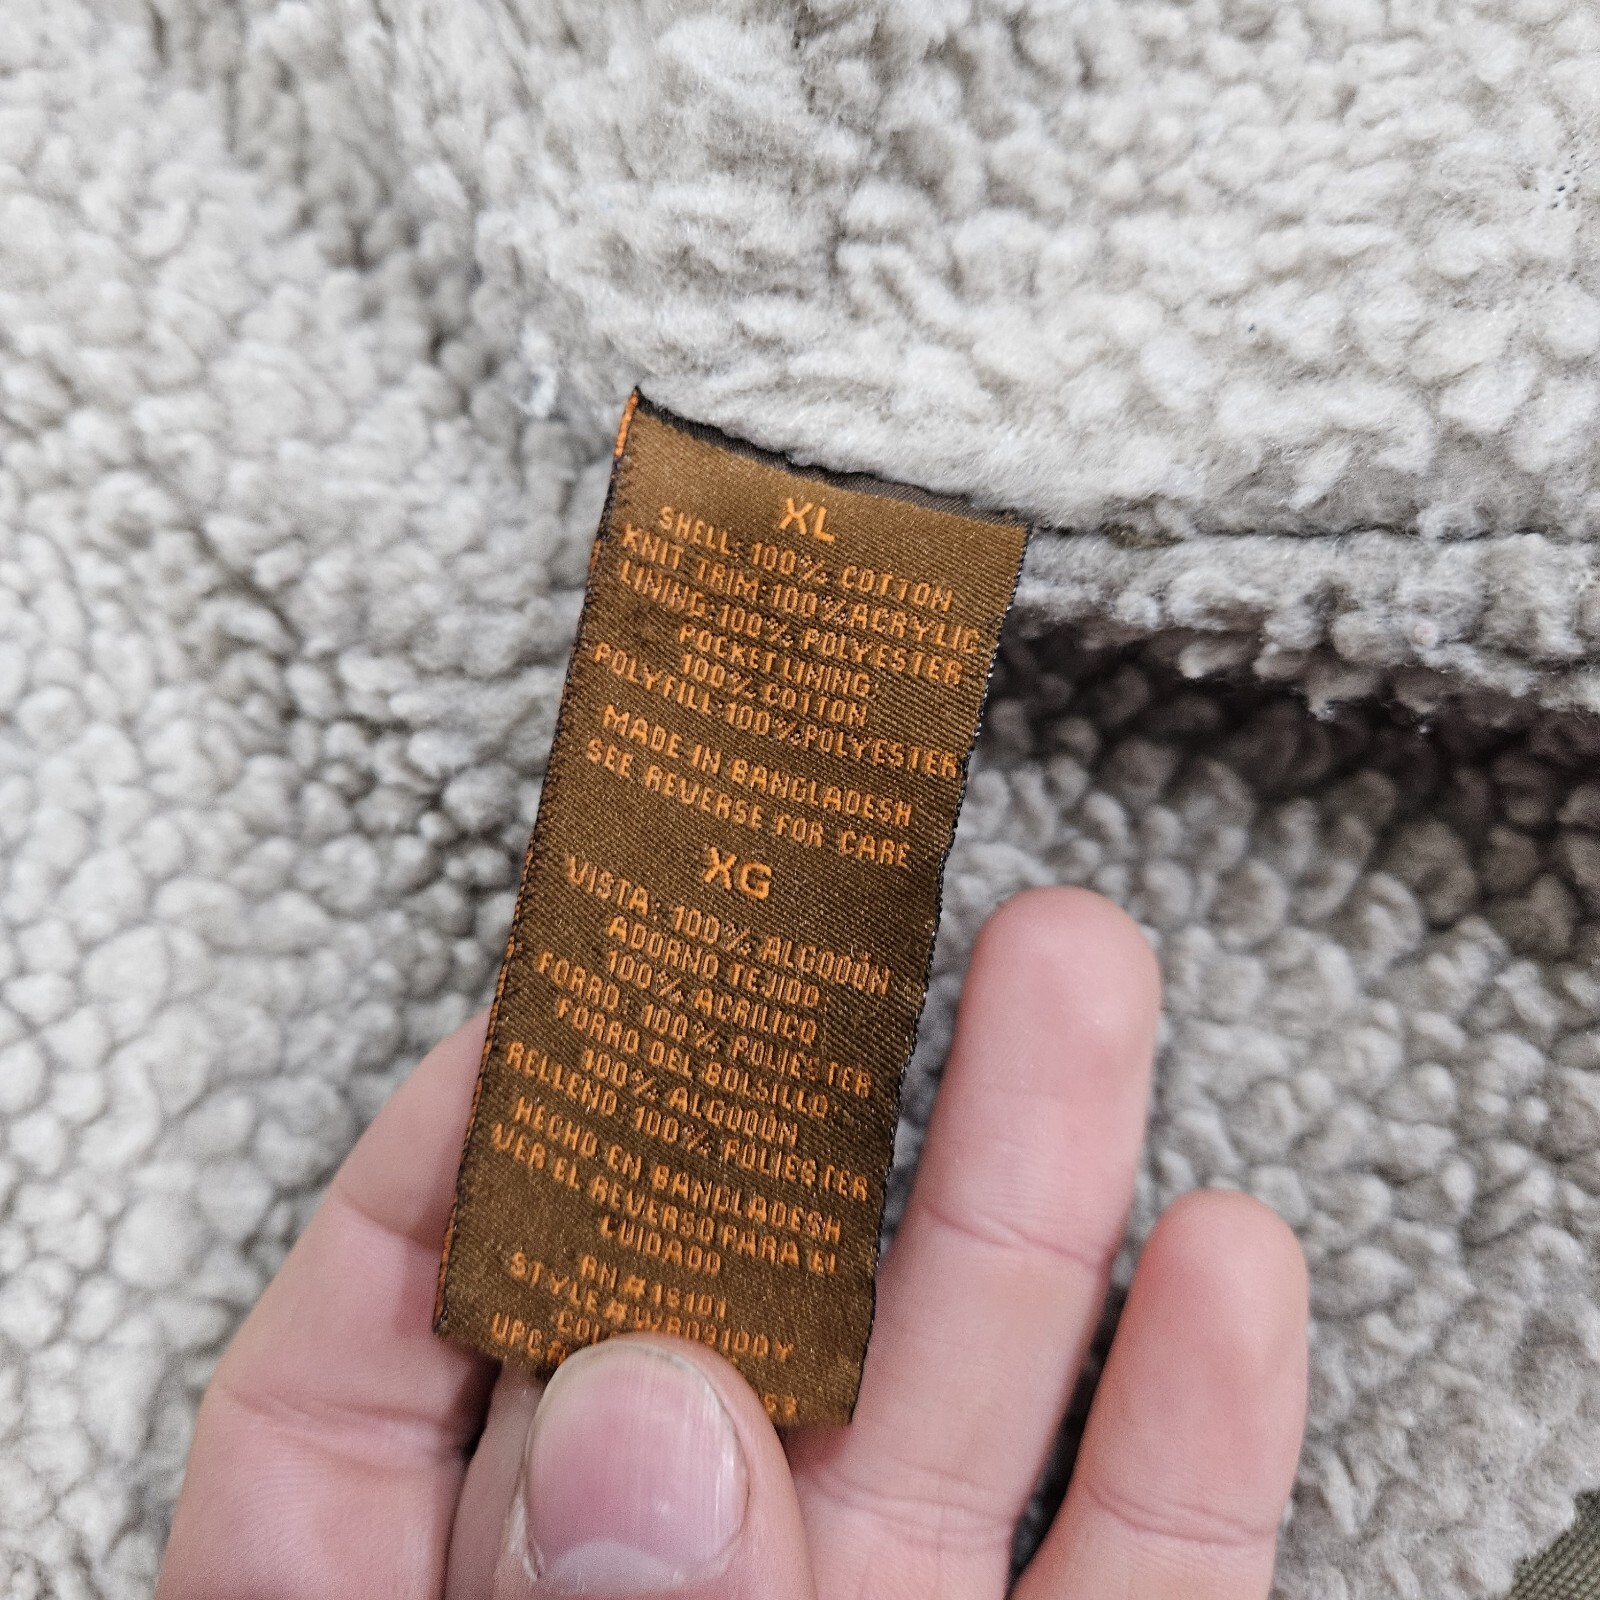 XL
SHELL: 100% COTTON
KNIT TRIM:100%ACRYLIC
LINING:100% POLYESTER
POCKET LINING:
100% COTTON
POLYFILL:100%POLYESTER
MADE IN BANGLADESH
SEE REVERSE FOR CARE
XG
VISTA: 100% ALGODÓN
ADORNO TEJIDO
100% ACRILICO
FORRO: 100% POLIESTER
FORRO DEL BOLSILLO:
100% ALGODON
RELLENO:100% POLIESTER
HECHO EN BANGLADESH
VER EL REVERSO PARA El
CUIDADO
RN#15101
UPC